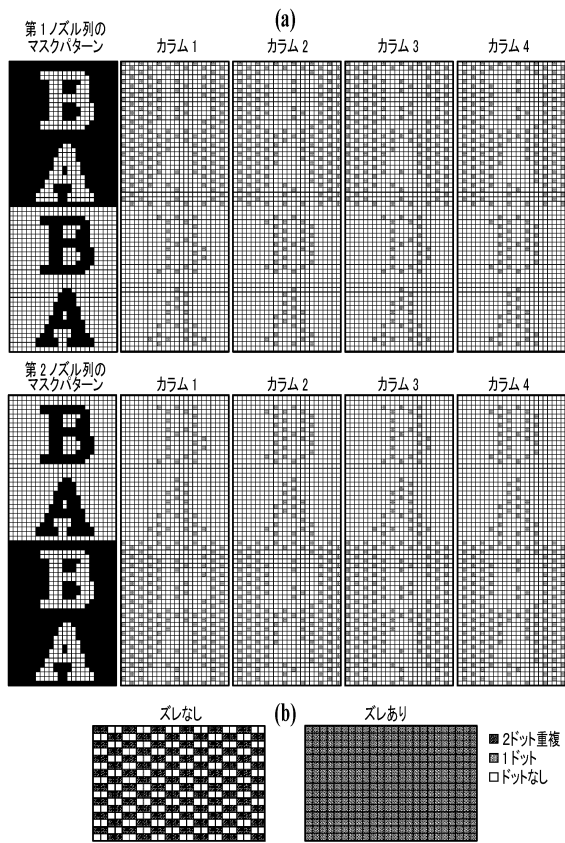 (a)
第1ノズル列の
マスクパターン
カラム1
カラム2
カラム3
カラム4
B
A
B
A
第2ノズル列の
マスクパターン
カラム1
カラム2
カラム3
カラム4
B
A
B
A
(b)
ズレなし
ズレあり
2ドット重複
1ドット
ドットなし